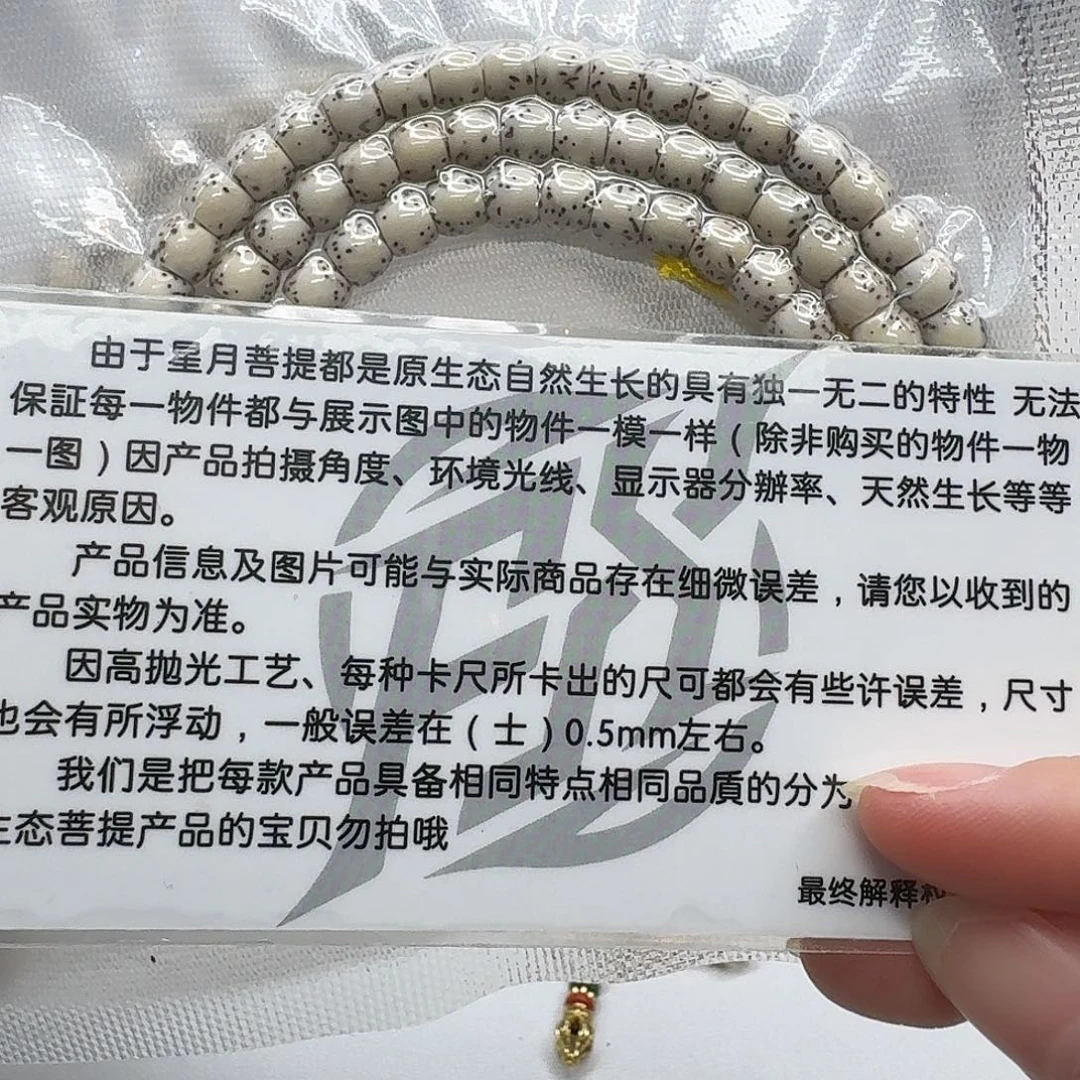 由于星月菩提都是原生态自然生长的具有独一无二的特性 无法
保証每一物件都与展示图中的物件一模一样（除非购买的物件一物
一图）因产品拍摄角度、环境光线、显示器分辦率、天然生长等等
客观原因。
产品信息及图片可能与实际商品存在细微误差，请您以收到的
产品实物为准。
因高抛光工艺、每种卡尺所卡出的尺可都会有些许误差，尺寸
也会有所浮动，一般误差在（士）0.5mm左右。
我们是把每款产品具备相同特点相同品質的分为
生态菩提产品的宝贝勿拍哦
最终解释